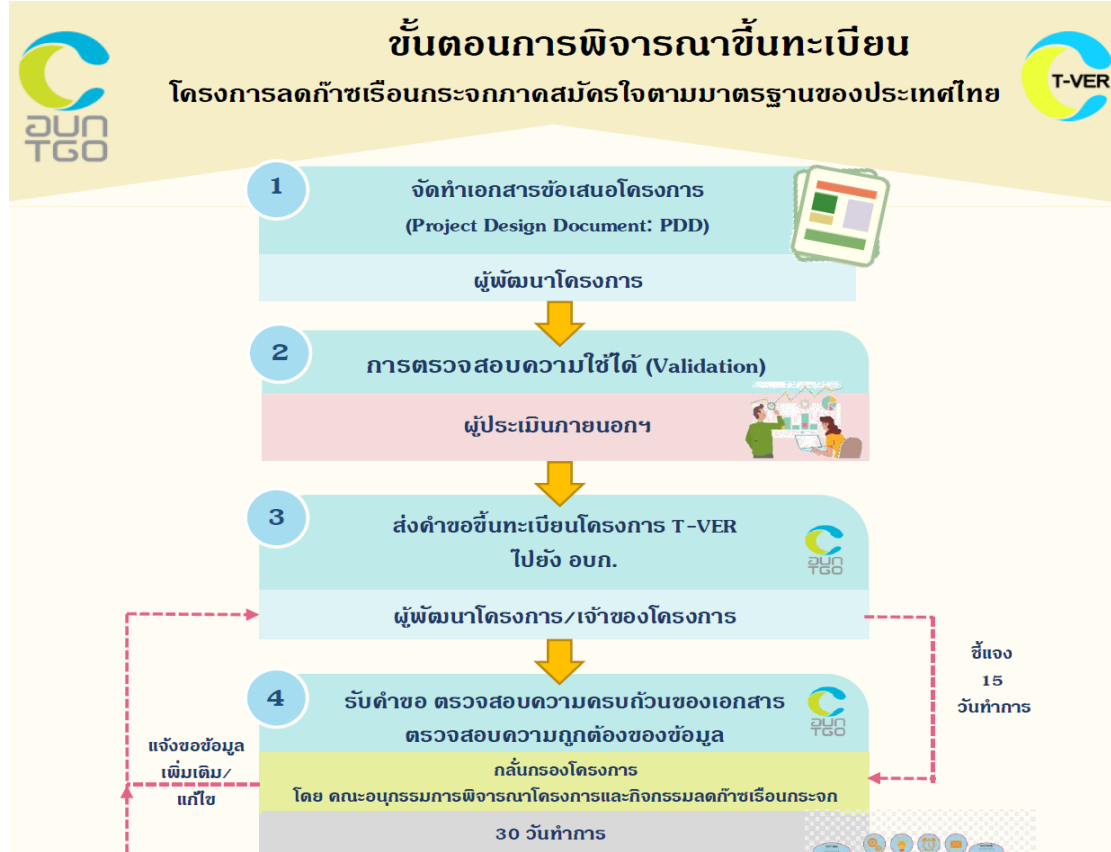 ขั้นตอนการพิจารณาขึ้นทะเบียน
โครงการลดก๊าซเรือนกระจกภาคสมัครใจตามมาตรฐานของประเทศไทย
อบก
TGO
T-VER
1
จัดทำเอกสารข้อเสนอโครงการ
(Project Design Document: PDD)
ผู้พัฒนาโครงการ
2
การตรวจสอบความใช้ได้ (Validation)
ผู้ประเมินภายนอกฯ
3
ส่งคำขอขึ้นทะเบียนโครงการ T-VER
ไปยัง อบก.
อบก
TGO
ผู้พัฒนาโครงการ/เจ้าของโครงการ
ชี้แจง
15
วันทำการ
4
รับคำขอ ตรวจสอบความครบถ้วนของเอกสาร
ตรวจสอบความถูกต้องของข้อมูล
อบก
TGO
แจ้งขอข้อมูล
เพิ่มเติม/
แก้ไข
กลั่นกรองโครงการ
โดย คณะอนุกรรมการพิจารณาโครงการและกิจกรรมลดก๊าซเรือนกระจก
30 วันทำการ